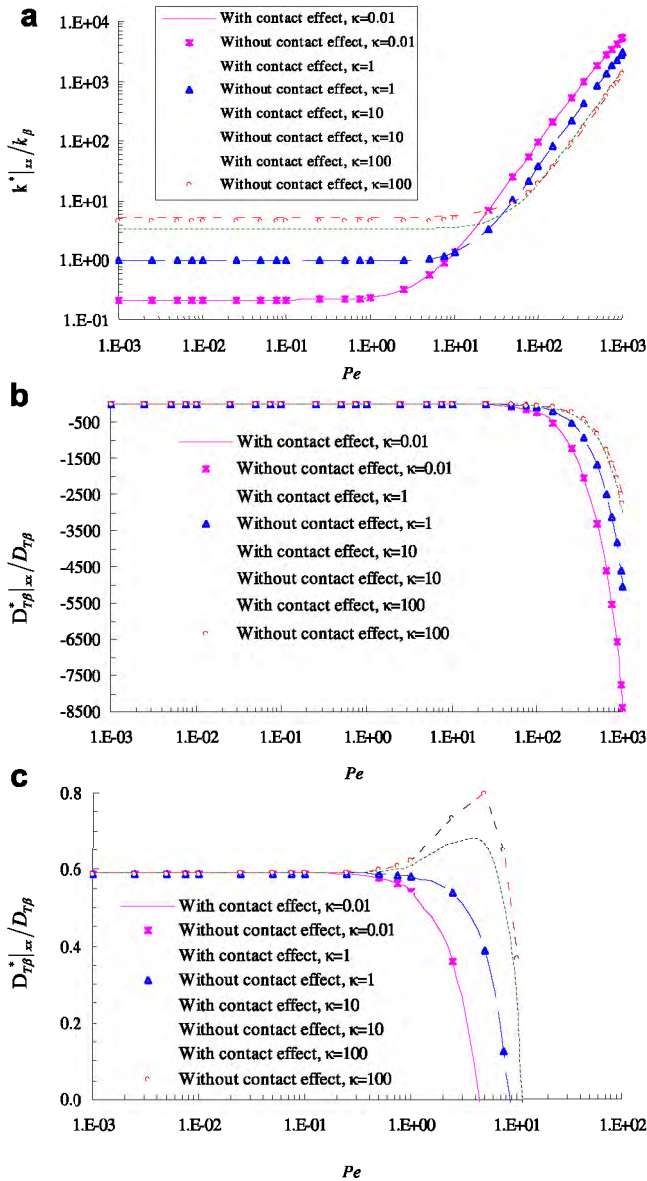 a
With contact effect, κ=0.01
Without contact effect, κ=0.01
With contact effect, κ=1
Without contact effect, κ=1
With contact effect, κ=10
Without contact effect, κ=10
With contact effect, κ=100
Without contact effect, κ=100
1.E+04
1.E+03
1.E+02
1.E+01
1.E+00
1.E-01
k*|xx/kβ
1.E-03 1.E-02 1.E-01 1.E+00 1.E+01 1.E+02 1.E+03
Pe
b
-500
-1500
-2500
-3500
-4500
-5500
-6500
-7500
-8500
D*Tβ|xx/DTβ
With contact effect, κ=0.01
Without contact effect, κ=0.01
With contact effect, κ=1
Without contact effect, κ=1
With contact effect, κ=10
Without contact effect, κ=10
With contact effect, κ=100
Without contact effect, κ=100
1.E-03 1.E-02 1.E-01 1.E+00 1.E+01 1.E+02 1.E+03
Pe
c
0.8
0.6
0.4
0.2
0.0
D*Tβ|xx/DTβ
With contact effect, κ=0.01
Without contact effect, κ=0.01
With contact effect, κ=1
Without contact effect, κ=1
With contact effect, κ=10
Without contact effect, κ=10
With contact effect, κ=100
Without contact effect, κ=100
1.E-03 1.E-02 1.E-01 1.E+00 1.E+01 1.E+02
Pe